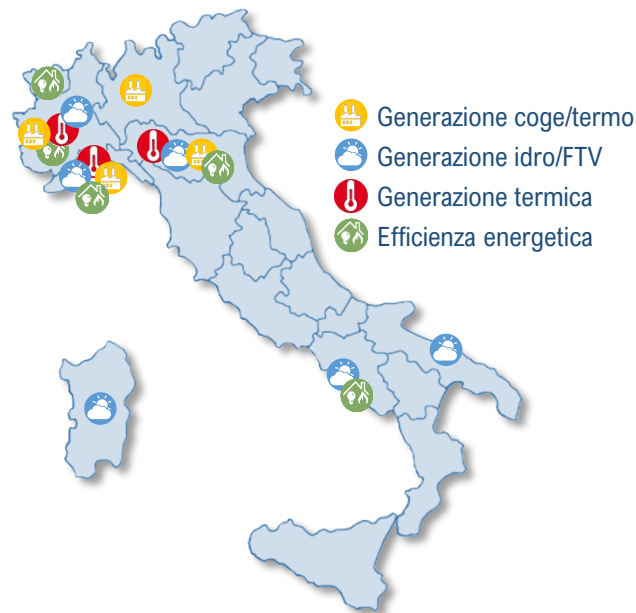 Generazione coge/termo
Generazione idro/FTV
Generazione termica
Efficienza energetica